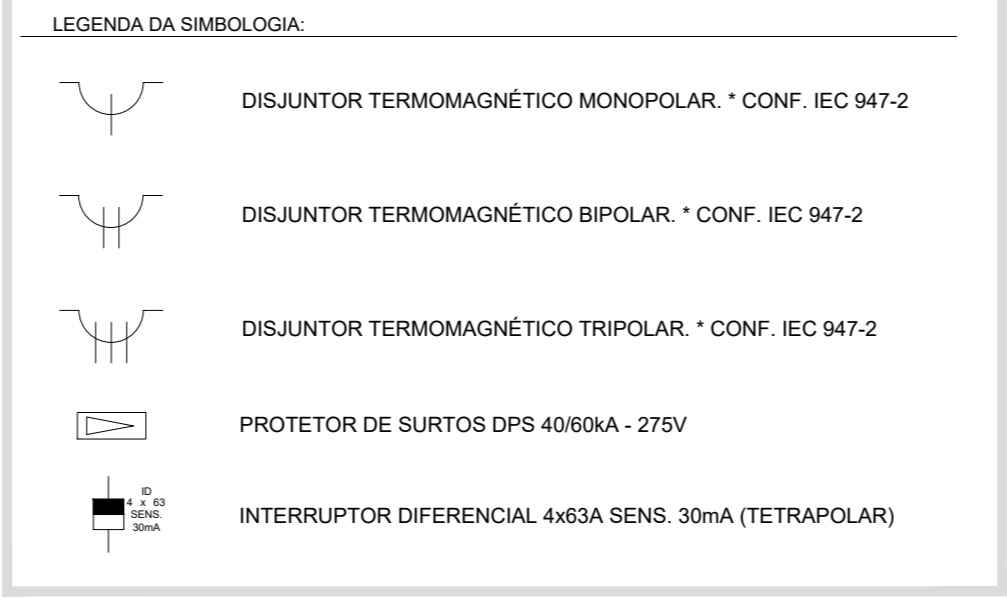 LEGENDA DA SIMBOLOGIA:
DISJUNTOR TERMOMAGNÉTICO MONOPOLAR. * CONF. IEC 947-2
DISJUNTOR TERMOMAGNÉTICO BIPOLAR. * CONF. IEC 947-2
DISJUNTOR TERMOMAGNÉTICO TRIPOLAR. * CONF. IEC 947-2
PROTETOR DE SURTOS DPS 40/60kA - 275V
ID
4 x 63
SENS.
30mA
INTERRUPTOR DIFERENCIAL 4x63A SENS. 30mA (TETRAPOLAR)